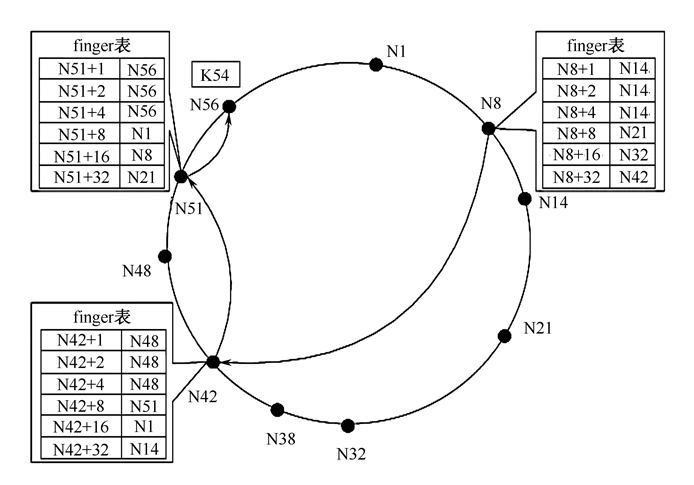 finger表
N51+1 N56
N51+2 N56
N51+4 N56
N51+8 N1
N51+16 N8
N51+32 N21
K54
N56
N1
N8
finger表
N8+1 N14
N8+2 N14
N8+4 N14
N8+8 N21
N8+16 N32
N8+32 N42
N51
N14
N48
N21
finger表
N42+1 N48
N42+2 N48
N42+4 N48
N42+8 N51
N42+16 N1
N42+32 N14
N42
N38
N32